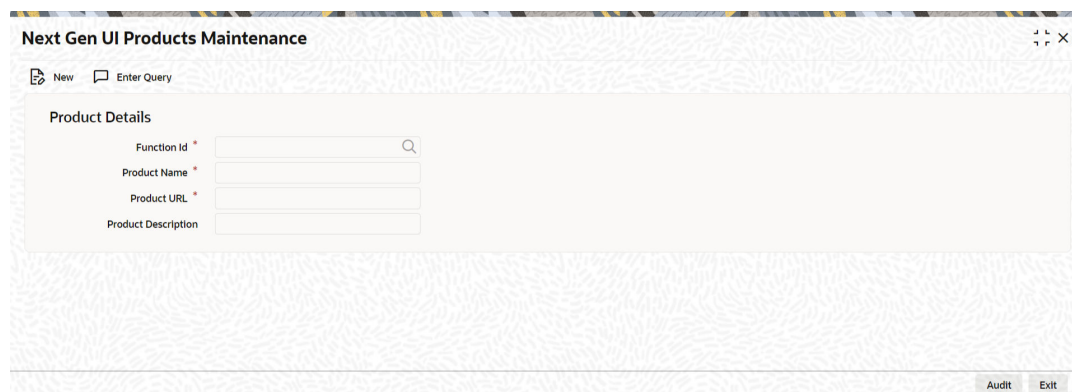 Next Gen UI Products Maintenance
New Enter Query
Product Details
Function Id *
Product Name *
Product URL *
Product Description
Audit Exit